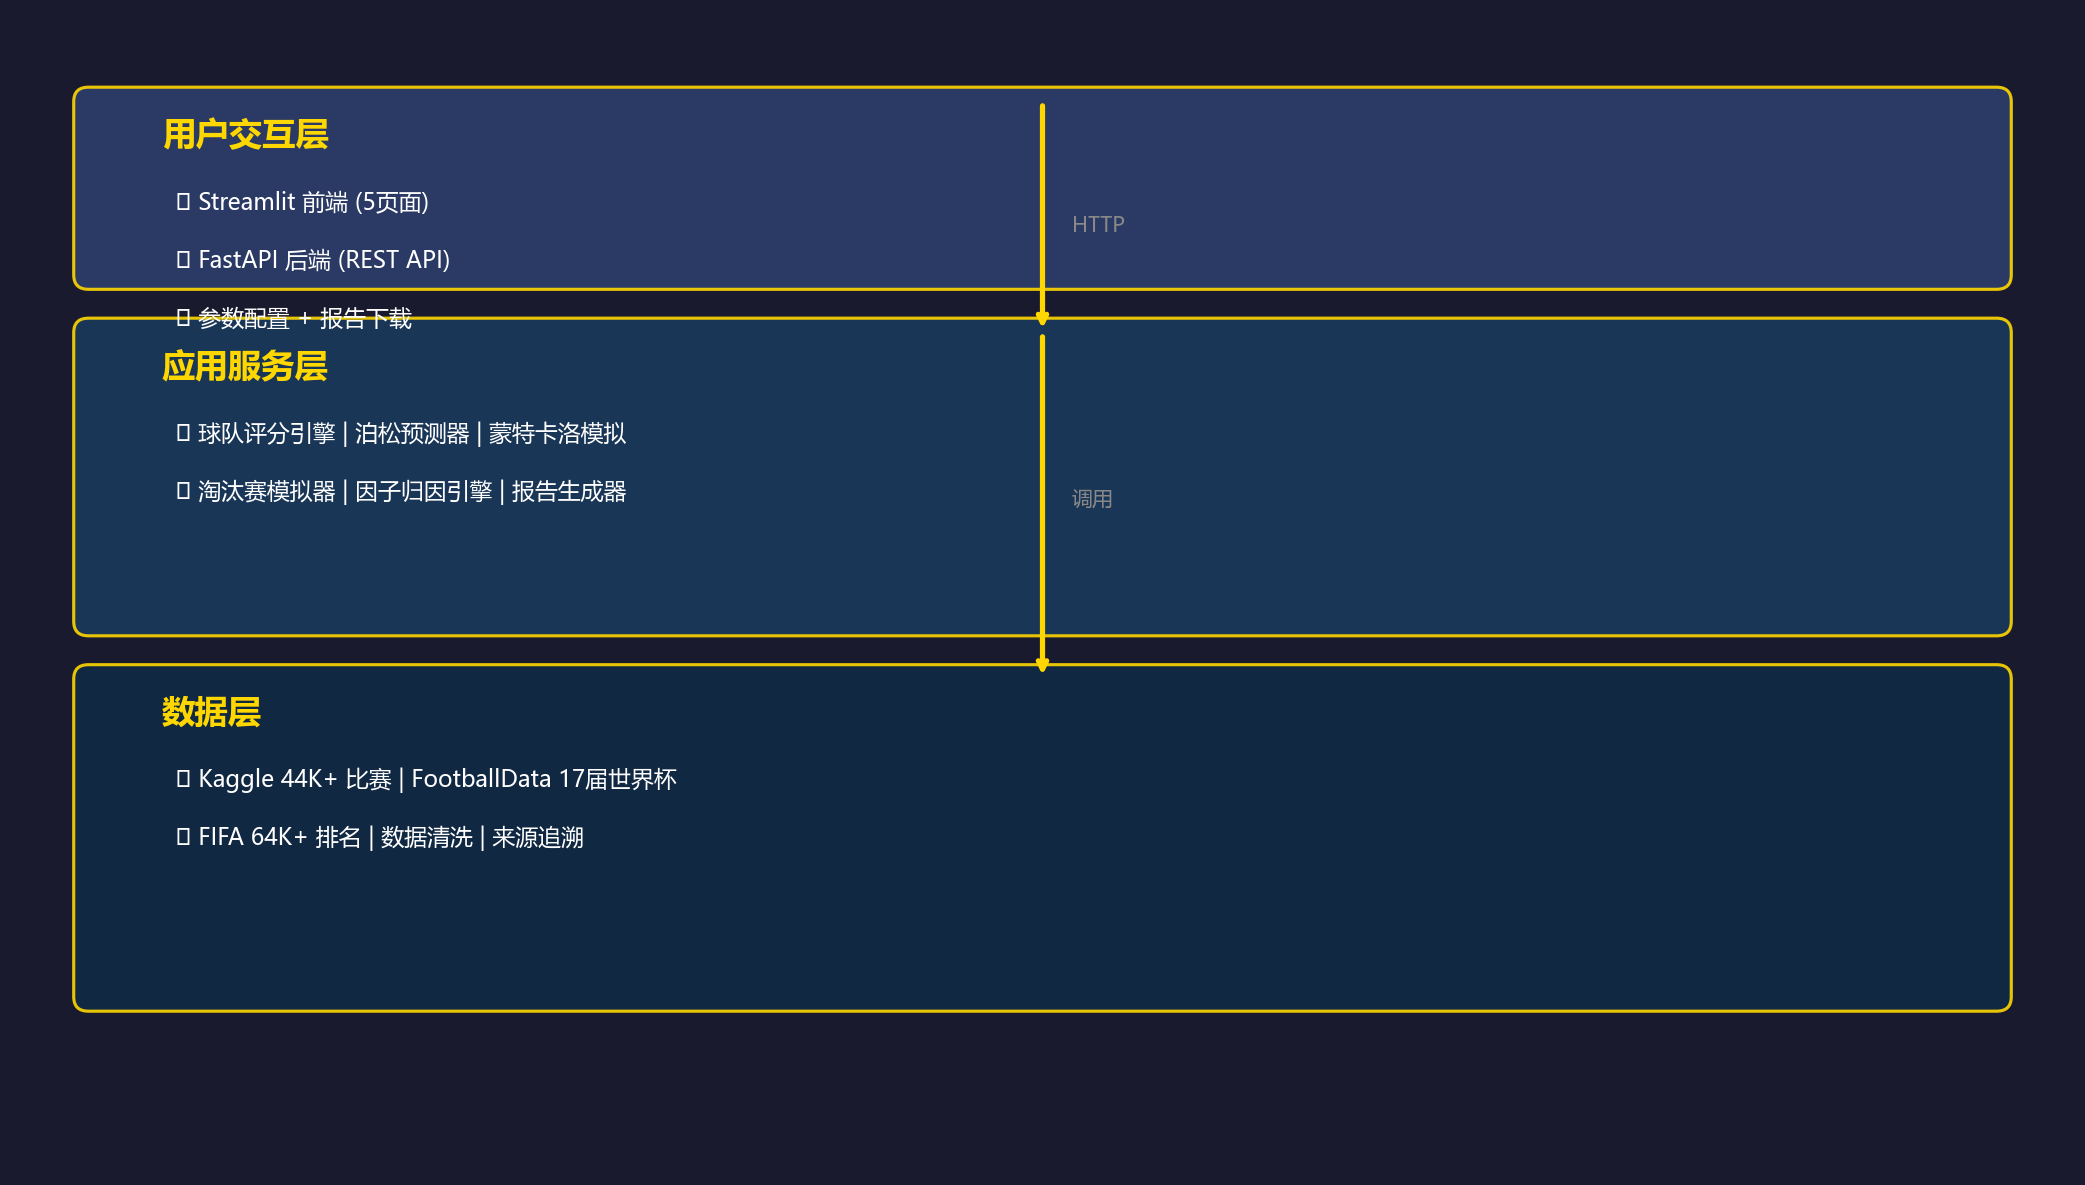 用户交互层
▯ Streamlit 前端 (5页面)
HTTP
▯ FastAPI 后端 (REST API)
▯ 参数配置 + 报告下载
应用服务层
▯ 球队评分引擎 | 泊松预测器 | 蒙特卡洛模拟
▯ 淘汰赛模拟器 | 因子归因引擎 | 报告生成器
调用
数据层
▯ Kaggle 44K+ 比赛 | FootballData 17届世界杯
▯ FIFA 64K+ 排名 | 数据清洗 | 来源追溯